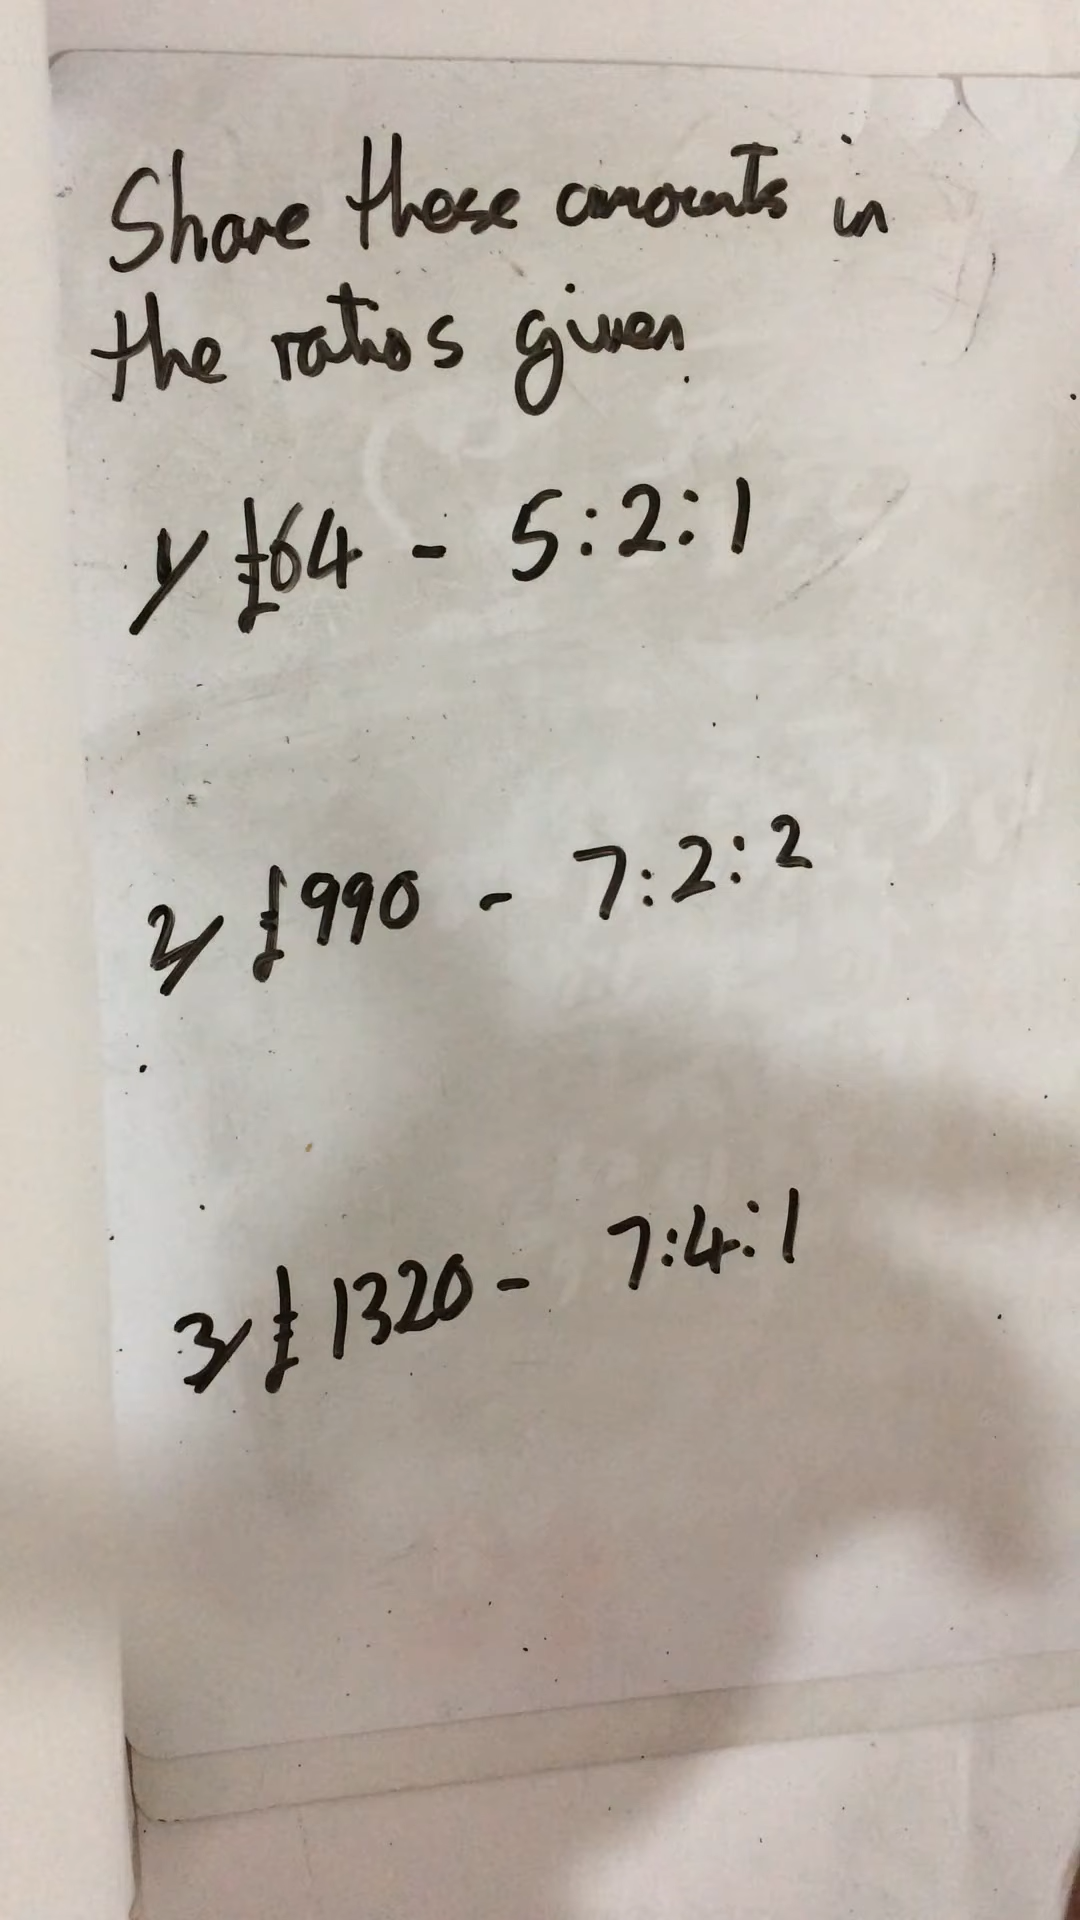 Share these amounts in
the ratios given
1/ £64 - 5:2:1
2/ £990 - 7:2:2
3/ £1320 - 7:4:1